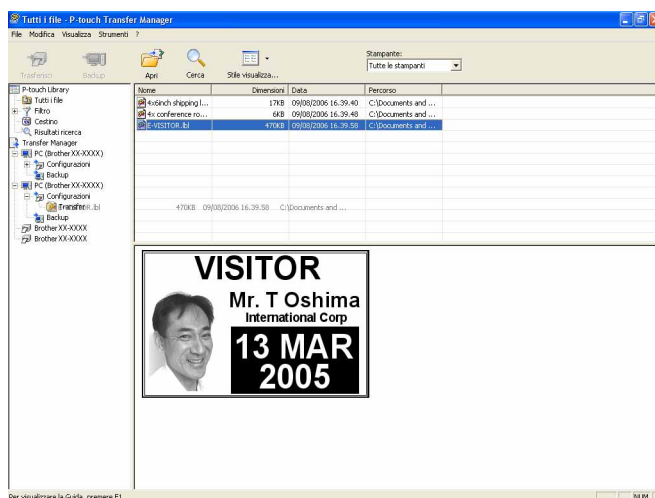 Tutti i file - P-touch Transfer Manager
File Modifica Visualizza Strumenti ?
Trasferisci Backup Apri Cerca Stile visualizza...
Stampante:
Tutte le stampanti
P-touch Library
Tutti i file
Filtro
Cestino
Risultati ricerca
Transfer Manager
PC (Brother XX-XXXX)
Configurazioni
Backup
PC (Brother XX-XXXX)
Configurazioni
Transfer
Backup
Brother XX-XXXX
Brother XX-XXXX
Nome Dimensioni Data Percorso
4x6inch shipping l... 17KB 09/08/2006 16.39.40 C:\Documents and ...
4x conference ro... 6KB 09/08/2006 16.39.48 C:\Documents and ...
E-VISITOR.lbl 470KB 09/08/2006 16.39.58 C:\Documents and ...
470KB 09/08/2006 16.39.58 C:\Documents and ...
VISITOR
Mr. T Oshima
International Corp
13 MAR
2005
Per visualizzare la Guida, premere F1
NUM